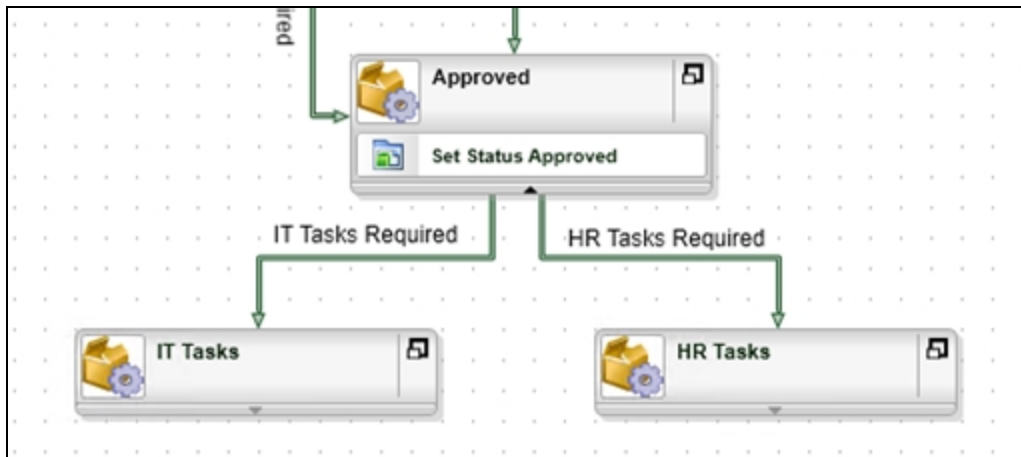 Approved
Set Status Approved
IT Tasks Required
HR Tasks Required
IT Tasks
HR Tasks